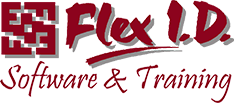 Flex I.D.
Software & Training